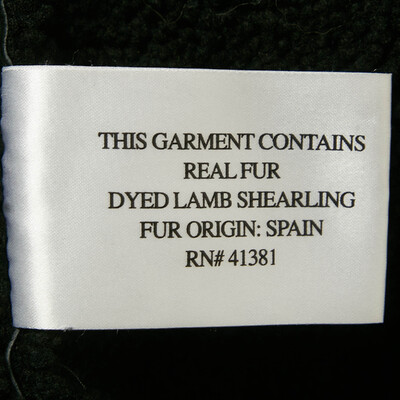 THIS GARMENT CONTAINS
REAL FUR
DYED LAMB SHEARLING
FUR ORIGIN: SPAIN
RN# 41381